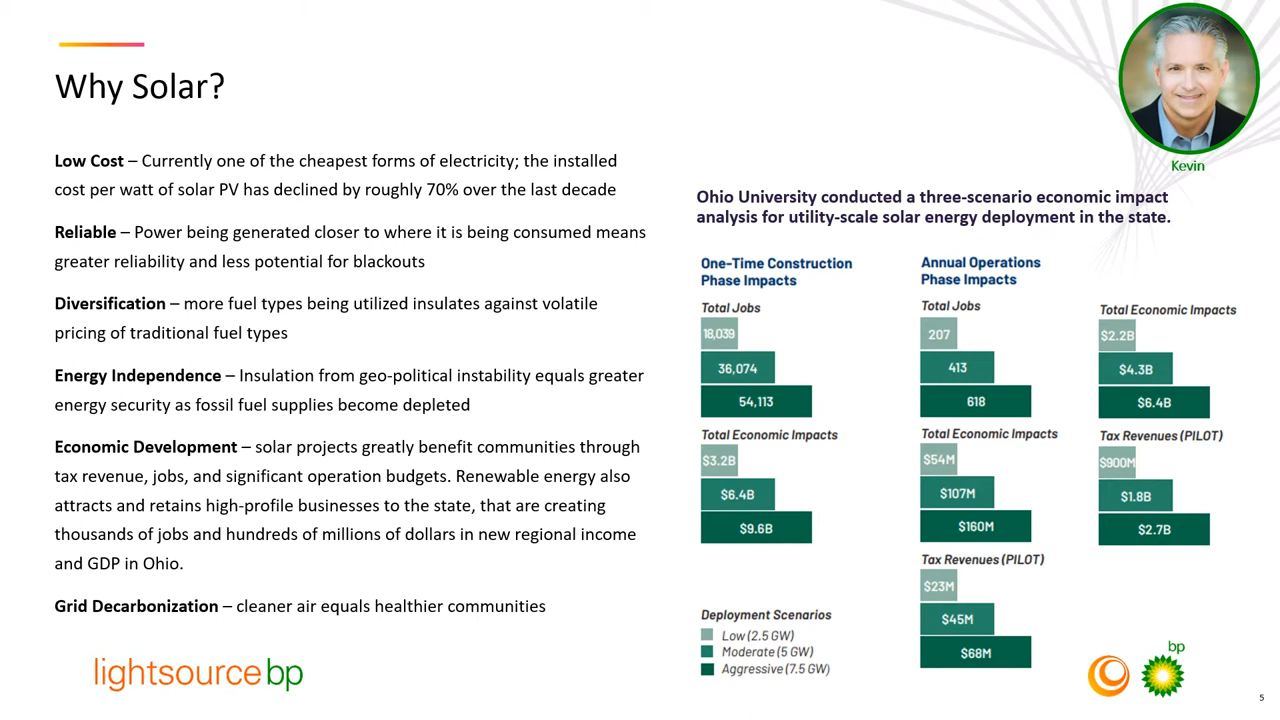 Why Solar?
Low Cost – Currently one of the cheapest forms of electricity; the installed
cost per watt of solar PV has declined by roughly 70% over the last decade
Reliable – Power being generated closer to where it is being consumed means
greater reliability and less potential for blackouts
Diversification – more fuel types being utilized insulates against volatile
pricing of traditional fuel types
Energy Independence – Insulation from geo-political instability equals greater
energy security as fossil fuel supplies become depleted
Economic Development – solar projects greatly benefit communities through
tax revenue, jobs, and significant operation budgets. Renewable energy also
attracts and retains high-profile businesses to the state, that are creating
thousands of jobs and hundreds of millions of dollars in new regional income
and GDP in Ohio.
Grid Decarbonization – cleaner air equals healthier communities
lightsource bp
Kevin
Ohio University conducted a three-scenario economic impact
analysis for utility-scale solar energy deployment in the state.
One-Time Construction
Phase Impacts
Total Jobs
18,039
36,074
54,113
Total Economic Impacts
$3.2B
$6.4B
$9.6B
Deployment Scenarios
Low (2.5 GW)
Moderate (5 GW)
Aggressive (7.5 GW)
Annual Operations
Phase Impacts
Total Jobs
207
413
618
Total Economic Impacts
$54M
$107M
$160M
Tax Revenues (PILOT)
$23M
$45M
$68M
Total Economic Impacts
$2.2B
$4.3B
$6.4B
Tax Revenues (PILOT)
$900M
$1.8B
$2.7B
bp
5